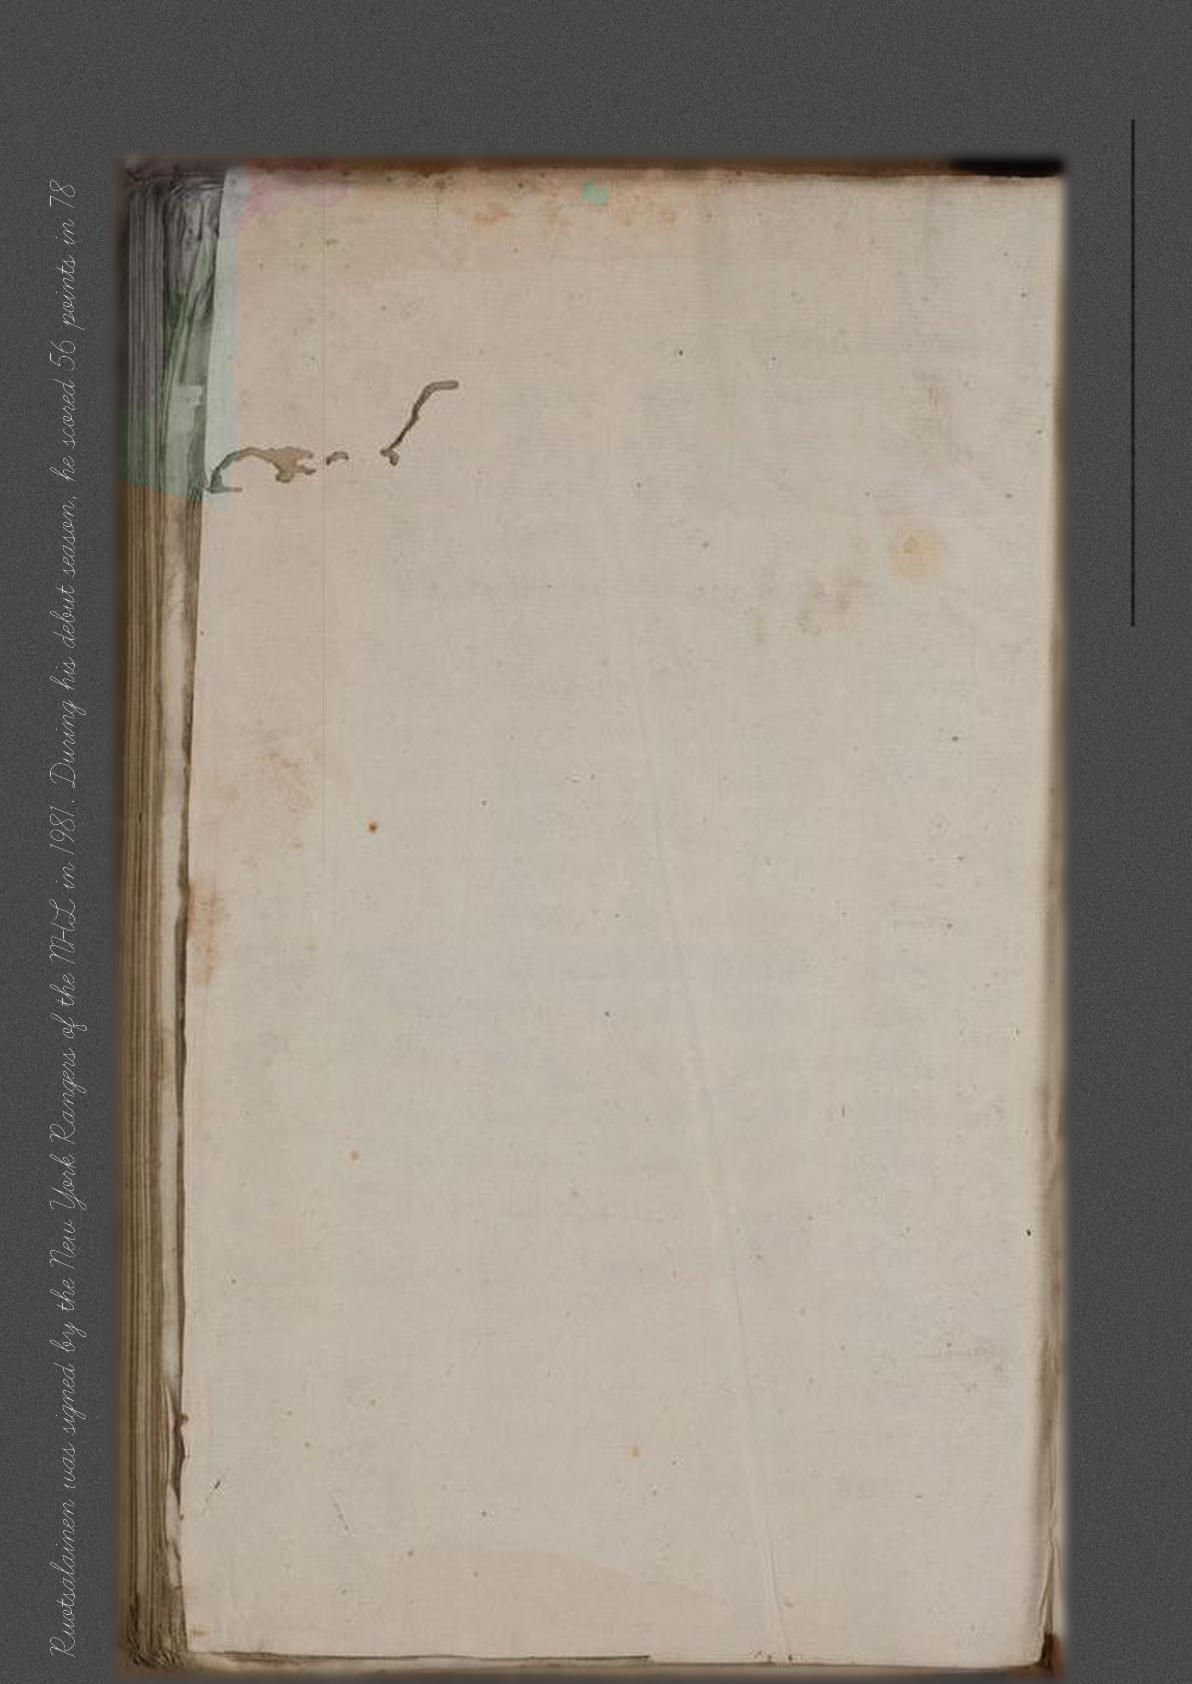 Ruotsalainen was signed by the New York Rangers of the NHL in 1981. During his debut season, he scored 56 points in 78